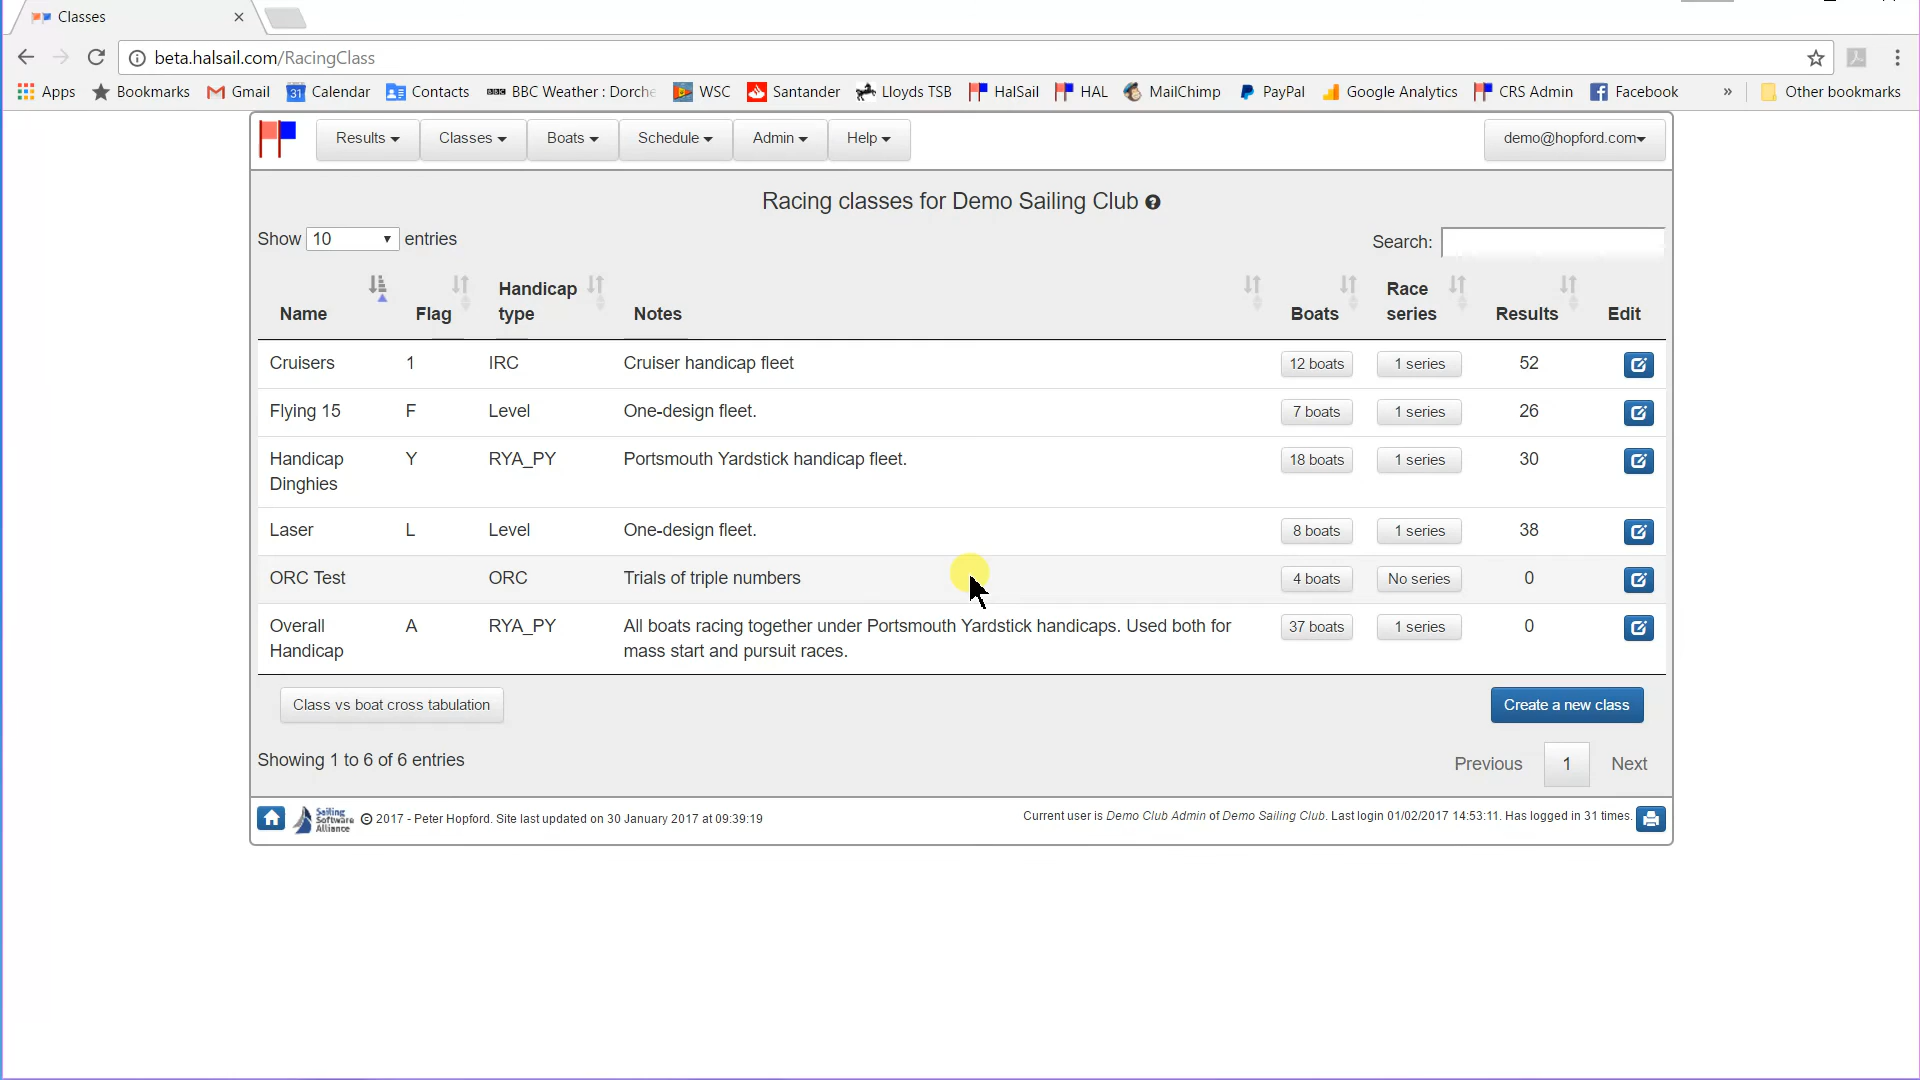 Classes
beta.halsail.com/RacingClass
Apps Bookmarks Gmail 31 Calendar Contacts BBC BBC Weather : Dorche WSC Santander Lloyds TSB HalSail HAL MailChimp PayPal Google Analytics CRS Admin Facebook » Other bookmarks
Results Classes Boats Schedule Admin Help demo@hopford.com
Racing classes for Demo Sailing Club
Show 10 entries Search:
Handicap Race
Name Flag type Notes Boats series Results Edit
Cruisers 1 IRC Cruiser handicap fleet 12 boats 1 series 52
Flying 15 F Level One-design fleet. 7 boats 1 series 26
Handicap Y RYA_PY Portsmouth Yardstick handicap fleet. 18 boats 1 series 30
Dinghies
Laser L Level One-design fleet. 8 boats 1 series 38
ORC Test ORC Trials of triple numbers 4 boats No series 0
Overall A RYA_PY All boats racing together under Portsmouth Yardstick handicaps. Used both for 37 boats 1 series 0
Handicap mass start and pursuit races.
Class vs boat cross tabulation Create a new class
Showing 1 to 6 of 6 entries Previous 1 Next
Sailing Software Alliance © 2017 - Peter Hopford. Site last updated on 30 January 2017 at 09:39:19 Current user is Demo Club Admin of Demo Sailing Club. Last login 01/02/2017 14:53:11. Has logged in 31 times.